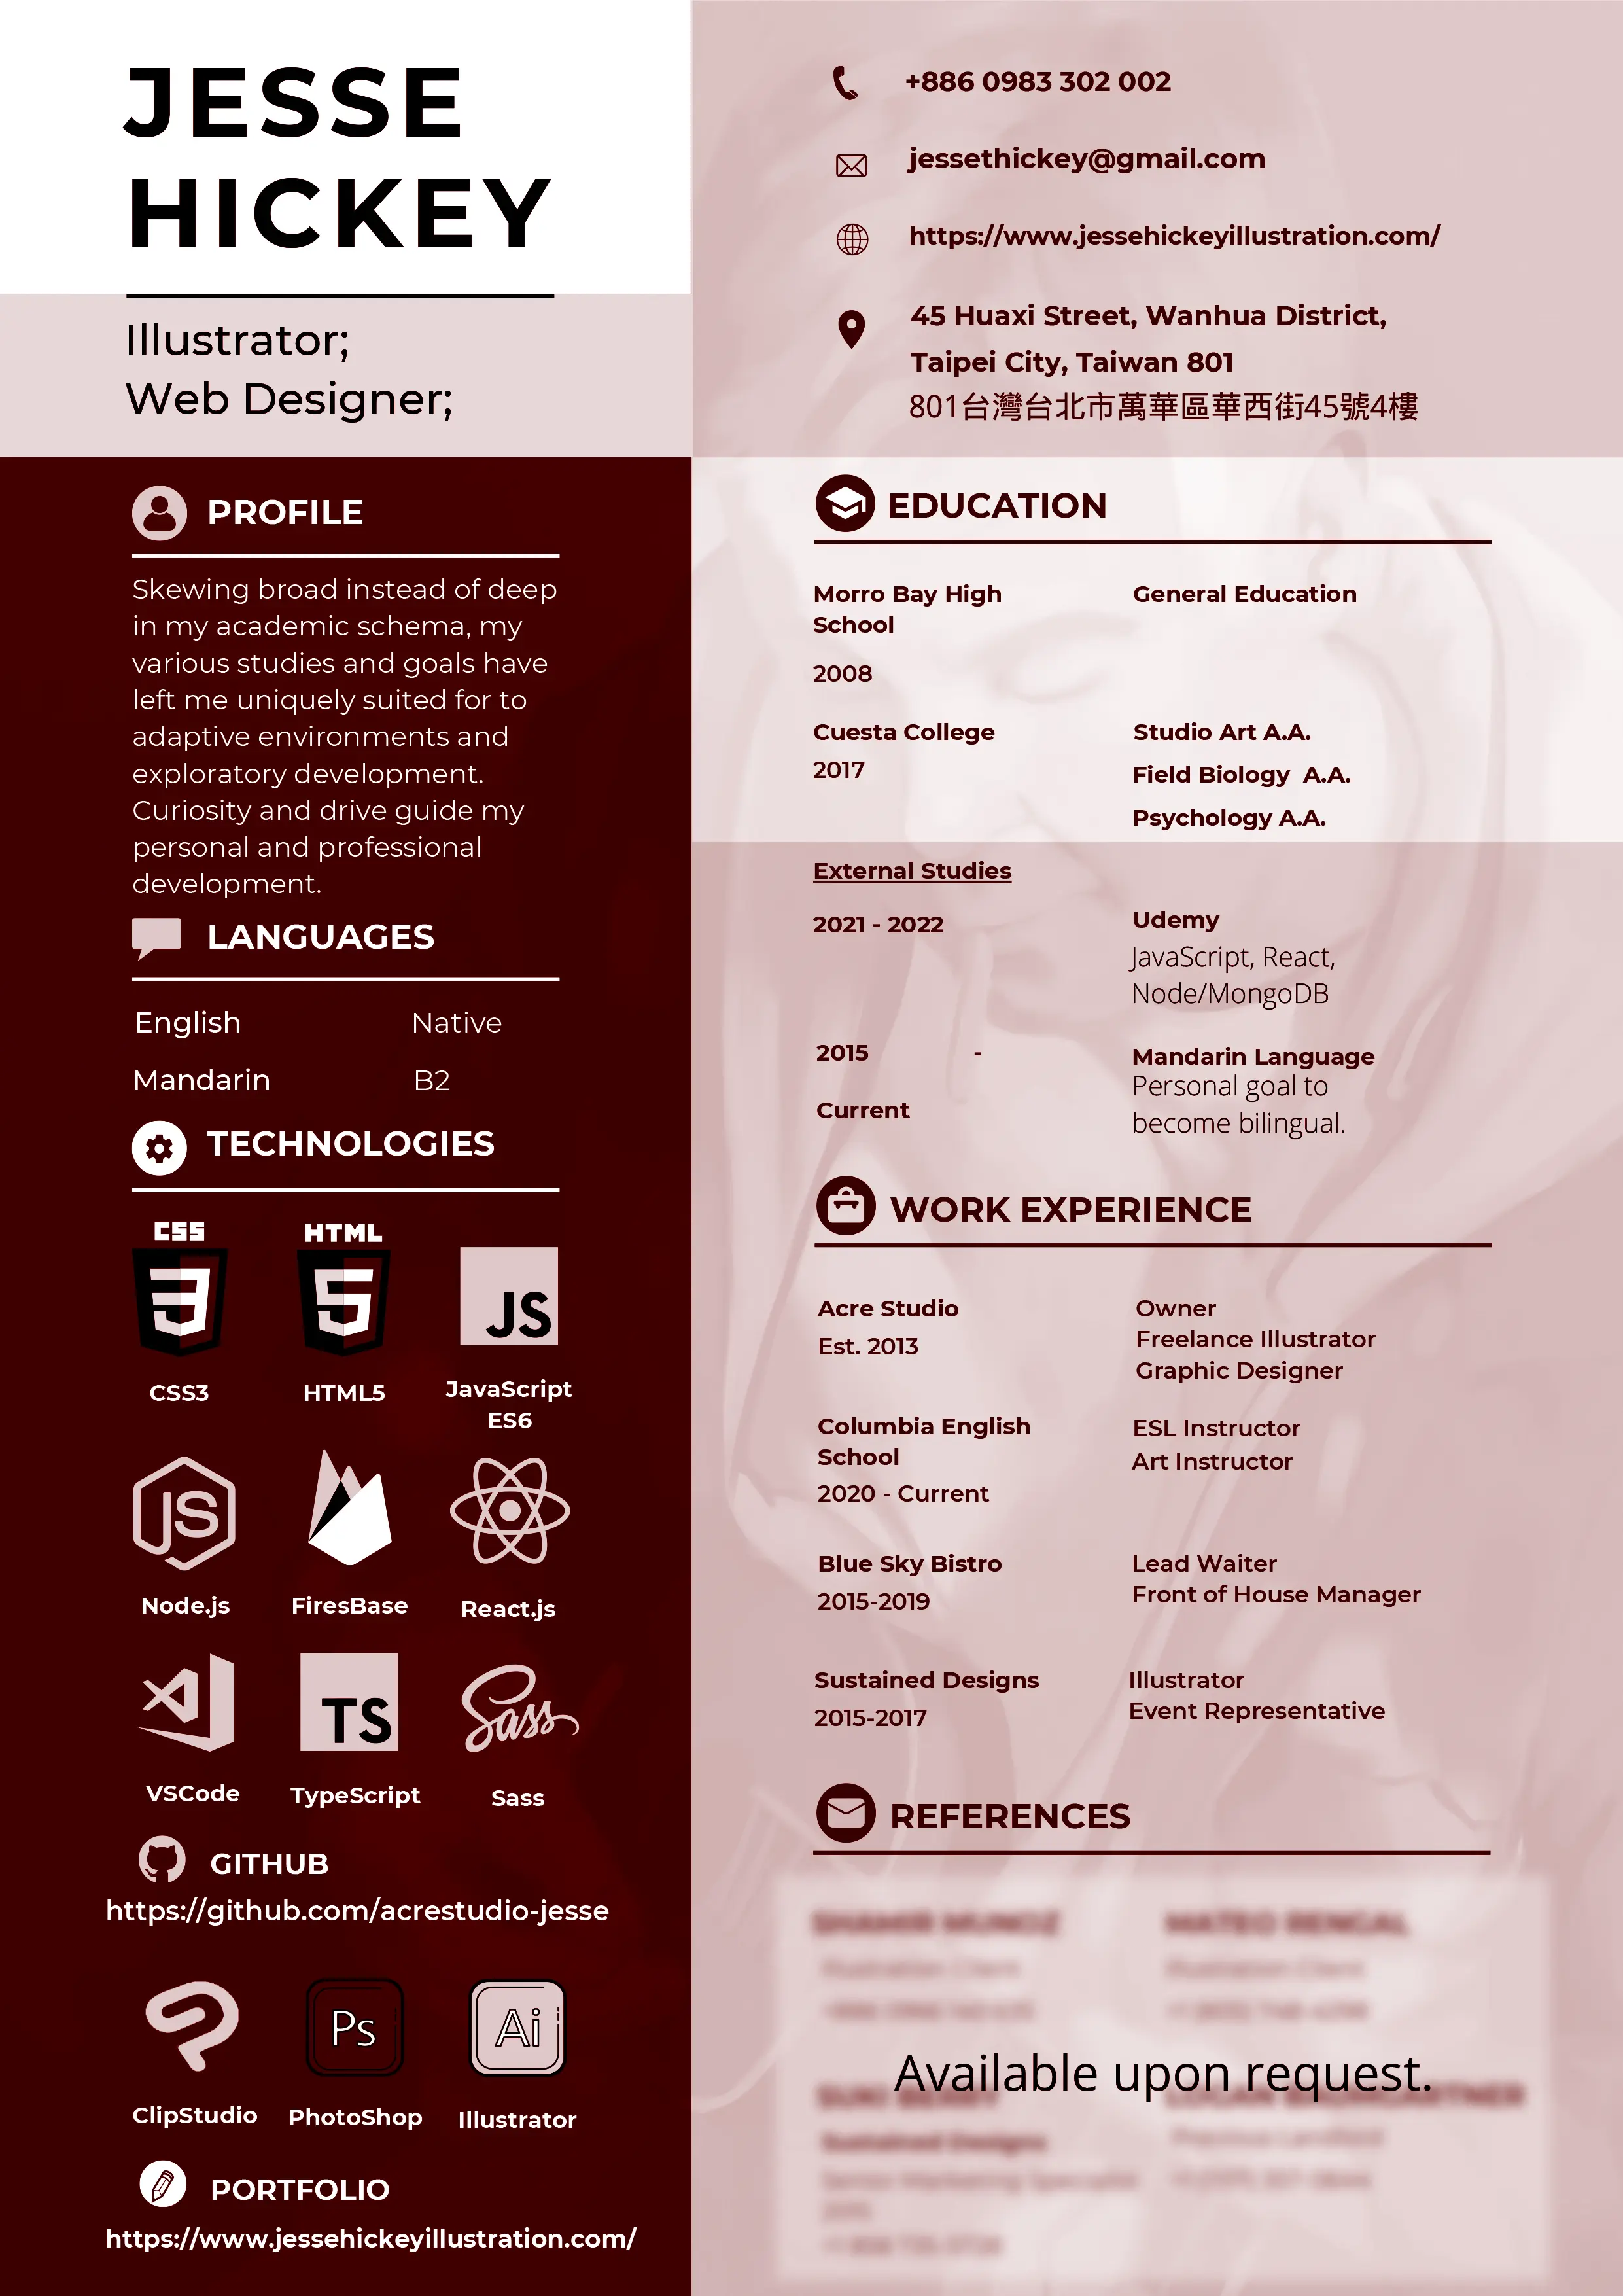 JESSE
HICKEY
Illustrator;
Web Designer;
+886 0983 302 002
jessethickey@gmail.com
https://www.jessehickeyillustration.com/
45 Huaxi Street, Wanhua District,
Taipei City, Taiwan 801
801台灣台北市萬華區華西街45號4樓
PROFILE
Skewing broad instead of deep
in my academic schema, my
various studies and goals have
left me uniquely suited for to
adaptive environments and
exploratory development.
Curiosity and drive guide my
personal and professional
development.
LANGUAGES
English Native
Mandarin B2
TECHNOLOGIES
CSS HTML
3 5 JS
CSS3 HTML5 JavaScript
ES6
JS
Node.js FiresBase React.js
TS Sass
VSCode TypeScript Sass
GITHUB
https://github.com/acrestudio-jesse
Ps Ai
ClipStudio PhotoShop Illustrator
PORTFOLIO
https://www.jessehickeyillustration.com/
EDUCATION
Morro Bay High General Education
School
2008
Cuesta College Studio Art A.A.
2017 Field Biology A.A.
Psychology A.A.
External Studies
2021 - 2022 Udemy
JavaScript, React,
Node/MongoDB
2015 - Mandarin Language
Personal goal to
Current become bilingual.
WORK EXPERIENCE
Acre Studio Owner
Est. 2013 Freelance Illustrator
Graphic Designer
Columbia English ESL Instructor
School Art Instructor
2020 - Current
Blue Sky Bistro Lead Waiter
2015-2019 Front of House Manager
Sustained Designs Illustrator
2015-2017 Event Representative
REFERENCES
Available upon request.